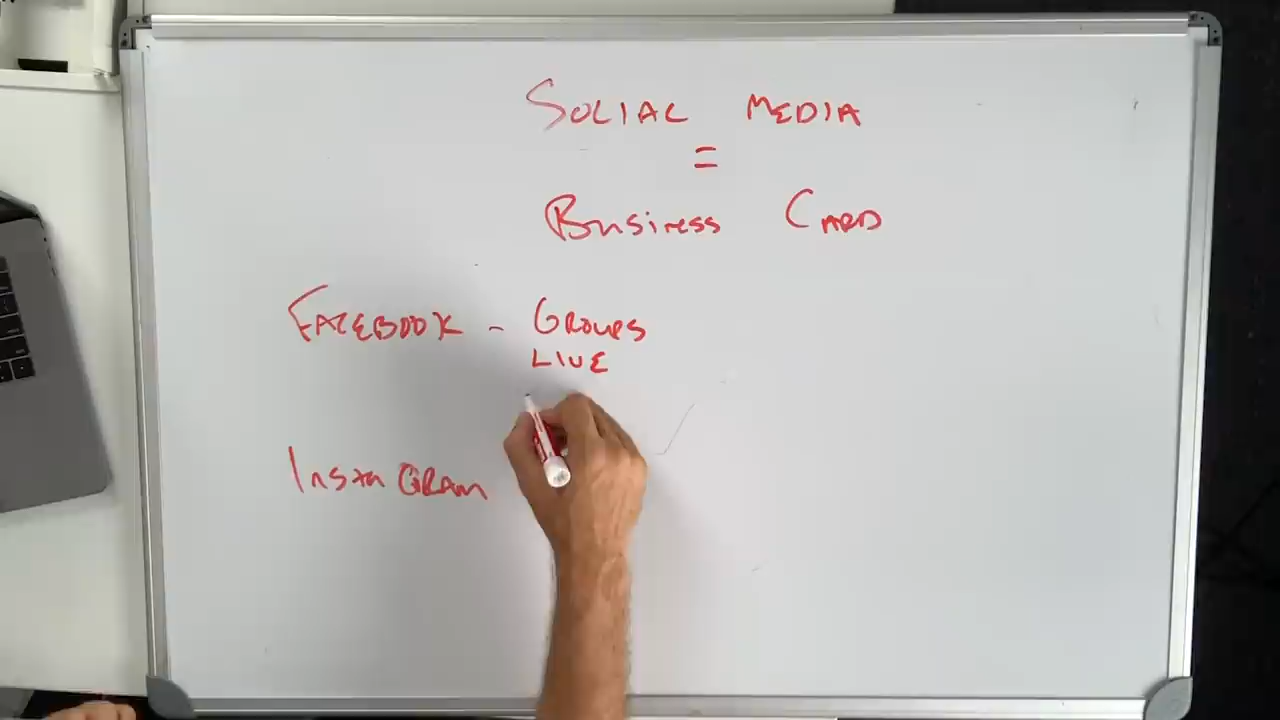 SOCIAL MEDIA
=
Business CARD
FACEBOOK - GROUPS
LIVE
INSTAGRAM